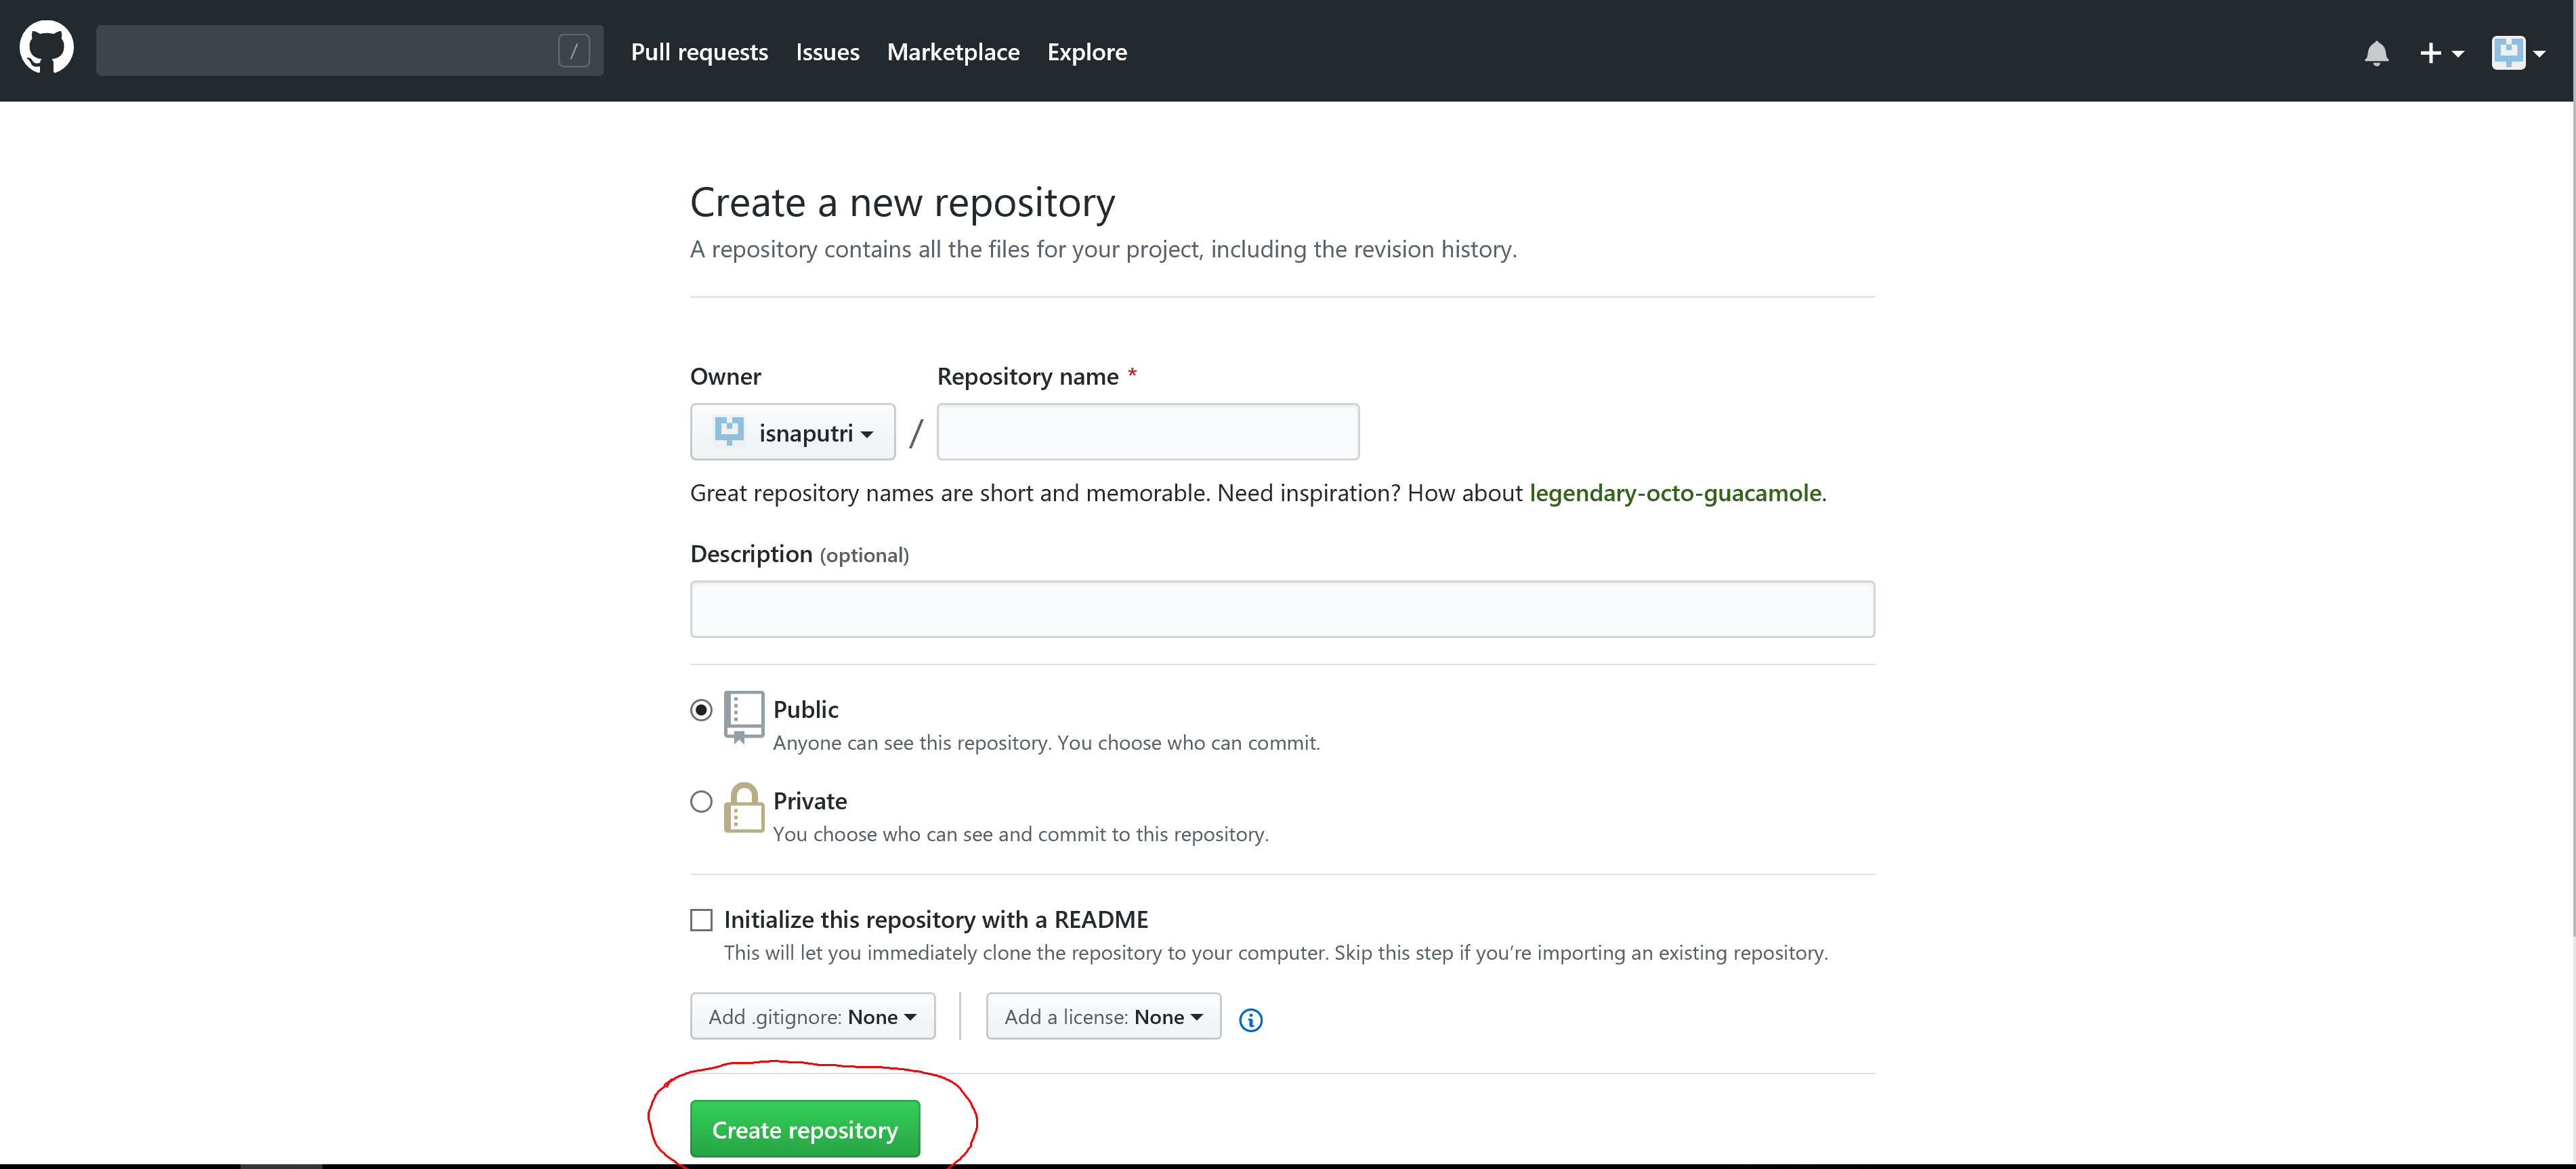 / Pull requests Issues Marketplace Explore
Create a new repository
A repository contains all the files for your project, including the revision history.
Owner Repository name *
isnaputri /
Great repository names are short and memorable. Need inspiration? How about legendary-octo-guacamole.
Description (optional)
Public
Anyone can see this repository. You choose who can commit.
Private
You choose who can see and commit to this repository.
Initialize this repository with a README
This will let you immediately clone the repository to your computer. Skip this step if you’re importing an existing repository.
Add .gitignore: None Add a license: None
Create repository